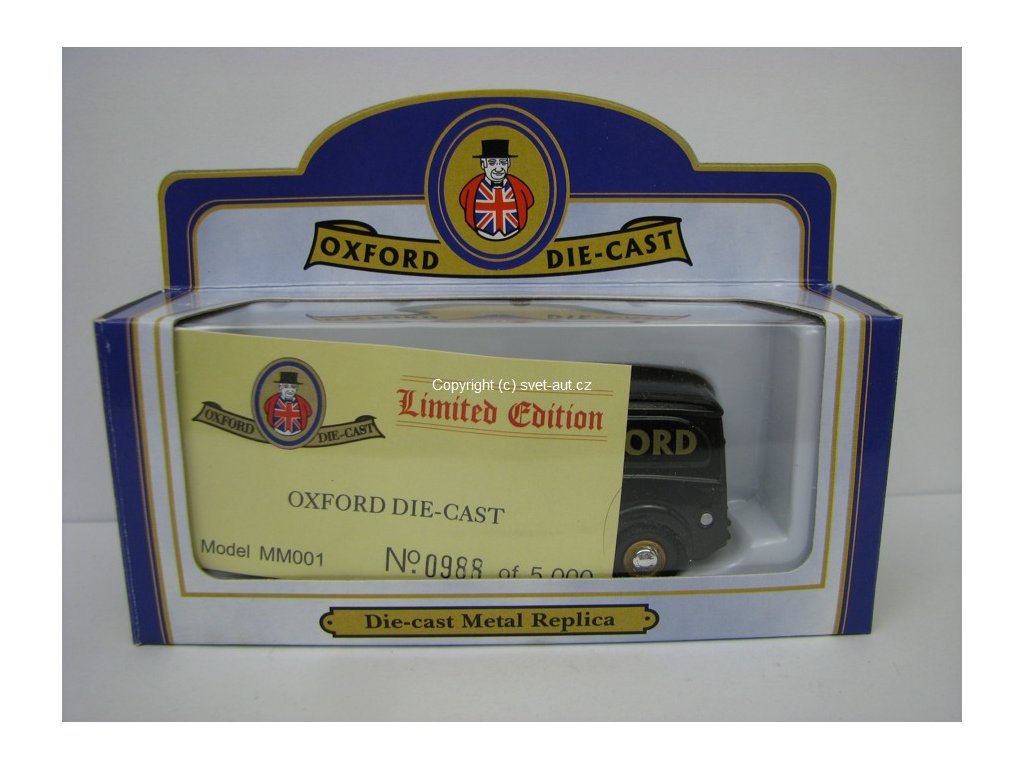 OXFORD DIE-CAST
Copyright (c) svet-aut.cz
OXFORD DIE-CAST
Limited Edition
ORD
OXFORD DIE-CAST
Model MM001
No. 0988 of 5,000
Die-cast Metal Replica